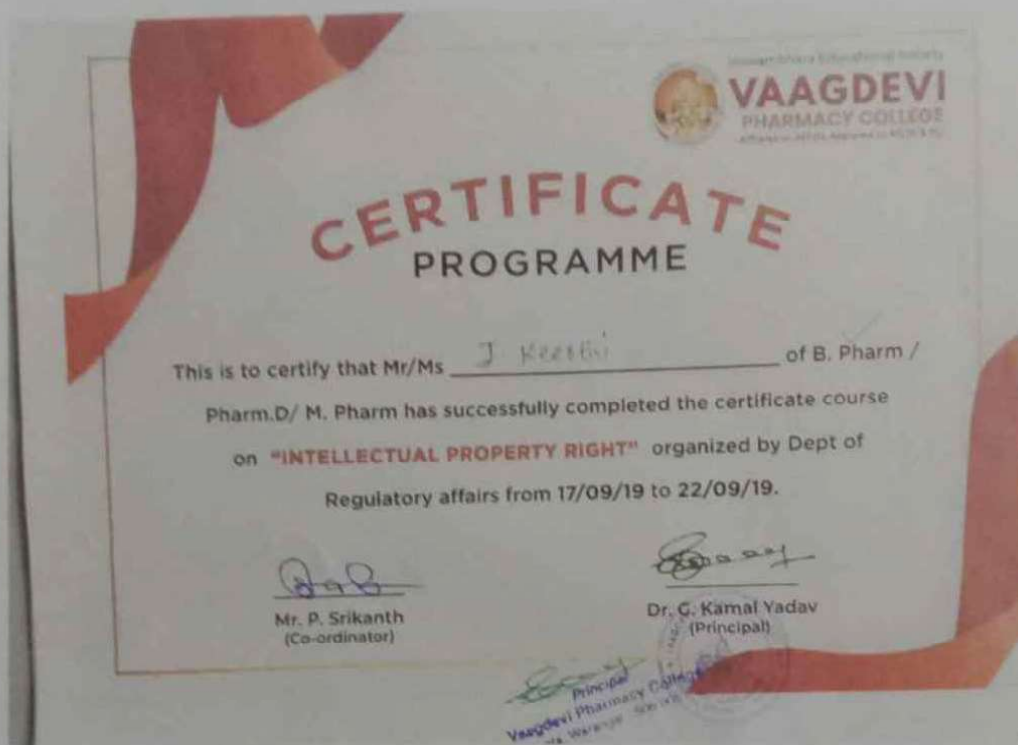 VAAGDEVI
PHARMACY COLLEGE
CERTIFICATE
PROGRAMME
This is to certify that Mr/Ms J Keerthi of B. Pharm /
Pharm.D/ M. Pharm has successfully completed the certificate course
on "INTELLECTUAL PROPERTY RIGHT" organized by Dept of
Regulatory affairs from 17/09/19 to 22/09/19.
Mr. P. Srikanth
(Co-ordinator)
Dr. C. Kamal Yadav
(Principal)
Principal
Vaagdevi Pharmacy College